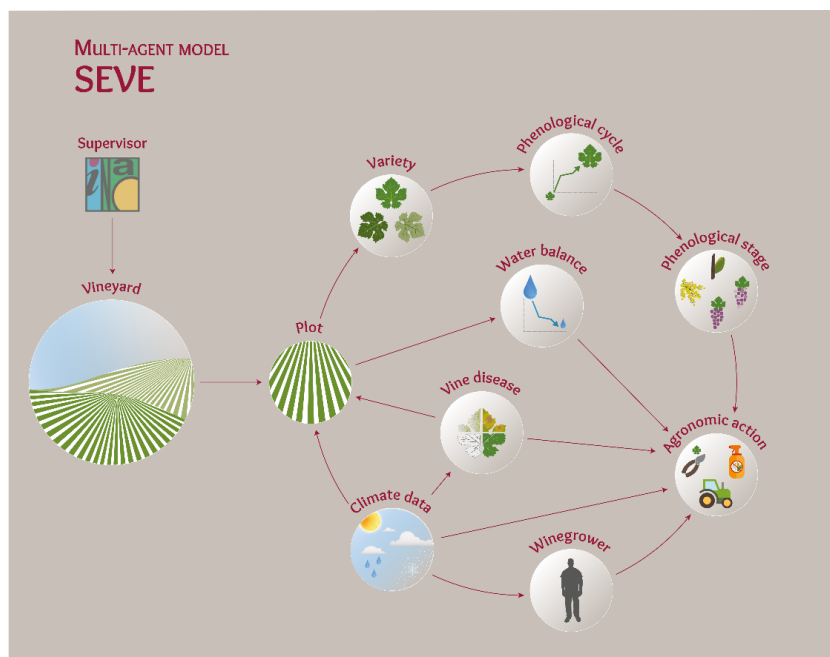 MULTI-AGENT MODEL
SEVE
Supervisor
ina
Vineyard
Plot
Variety
Phenological cycle
Phenological stage
Water balance
Vine disease
Climate data
Winegrower
Agronomic action